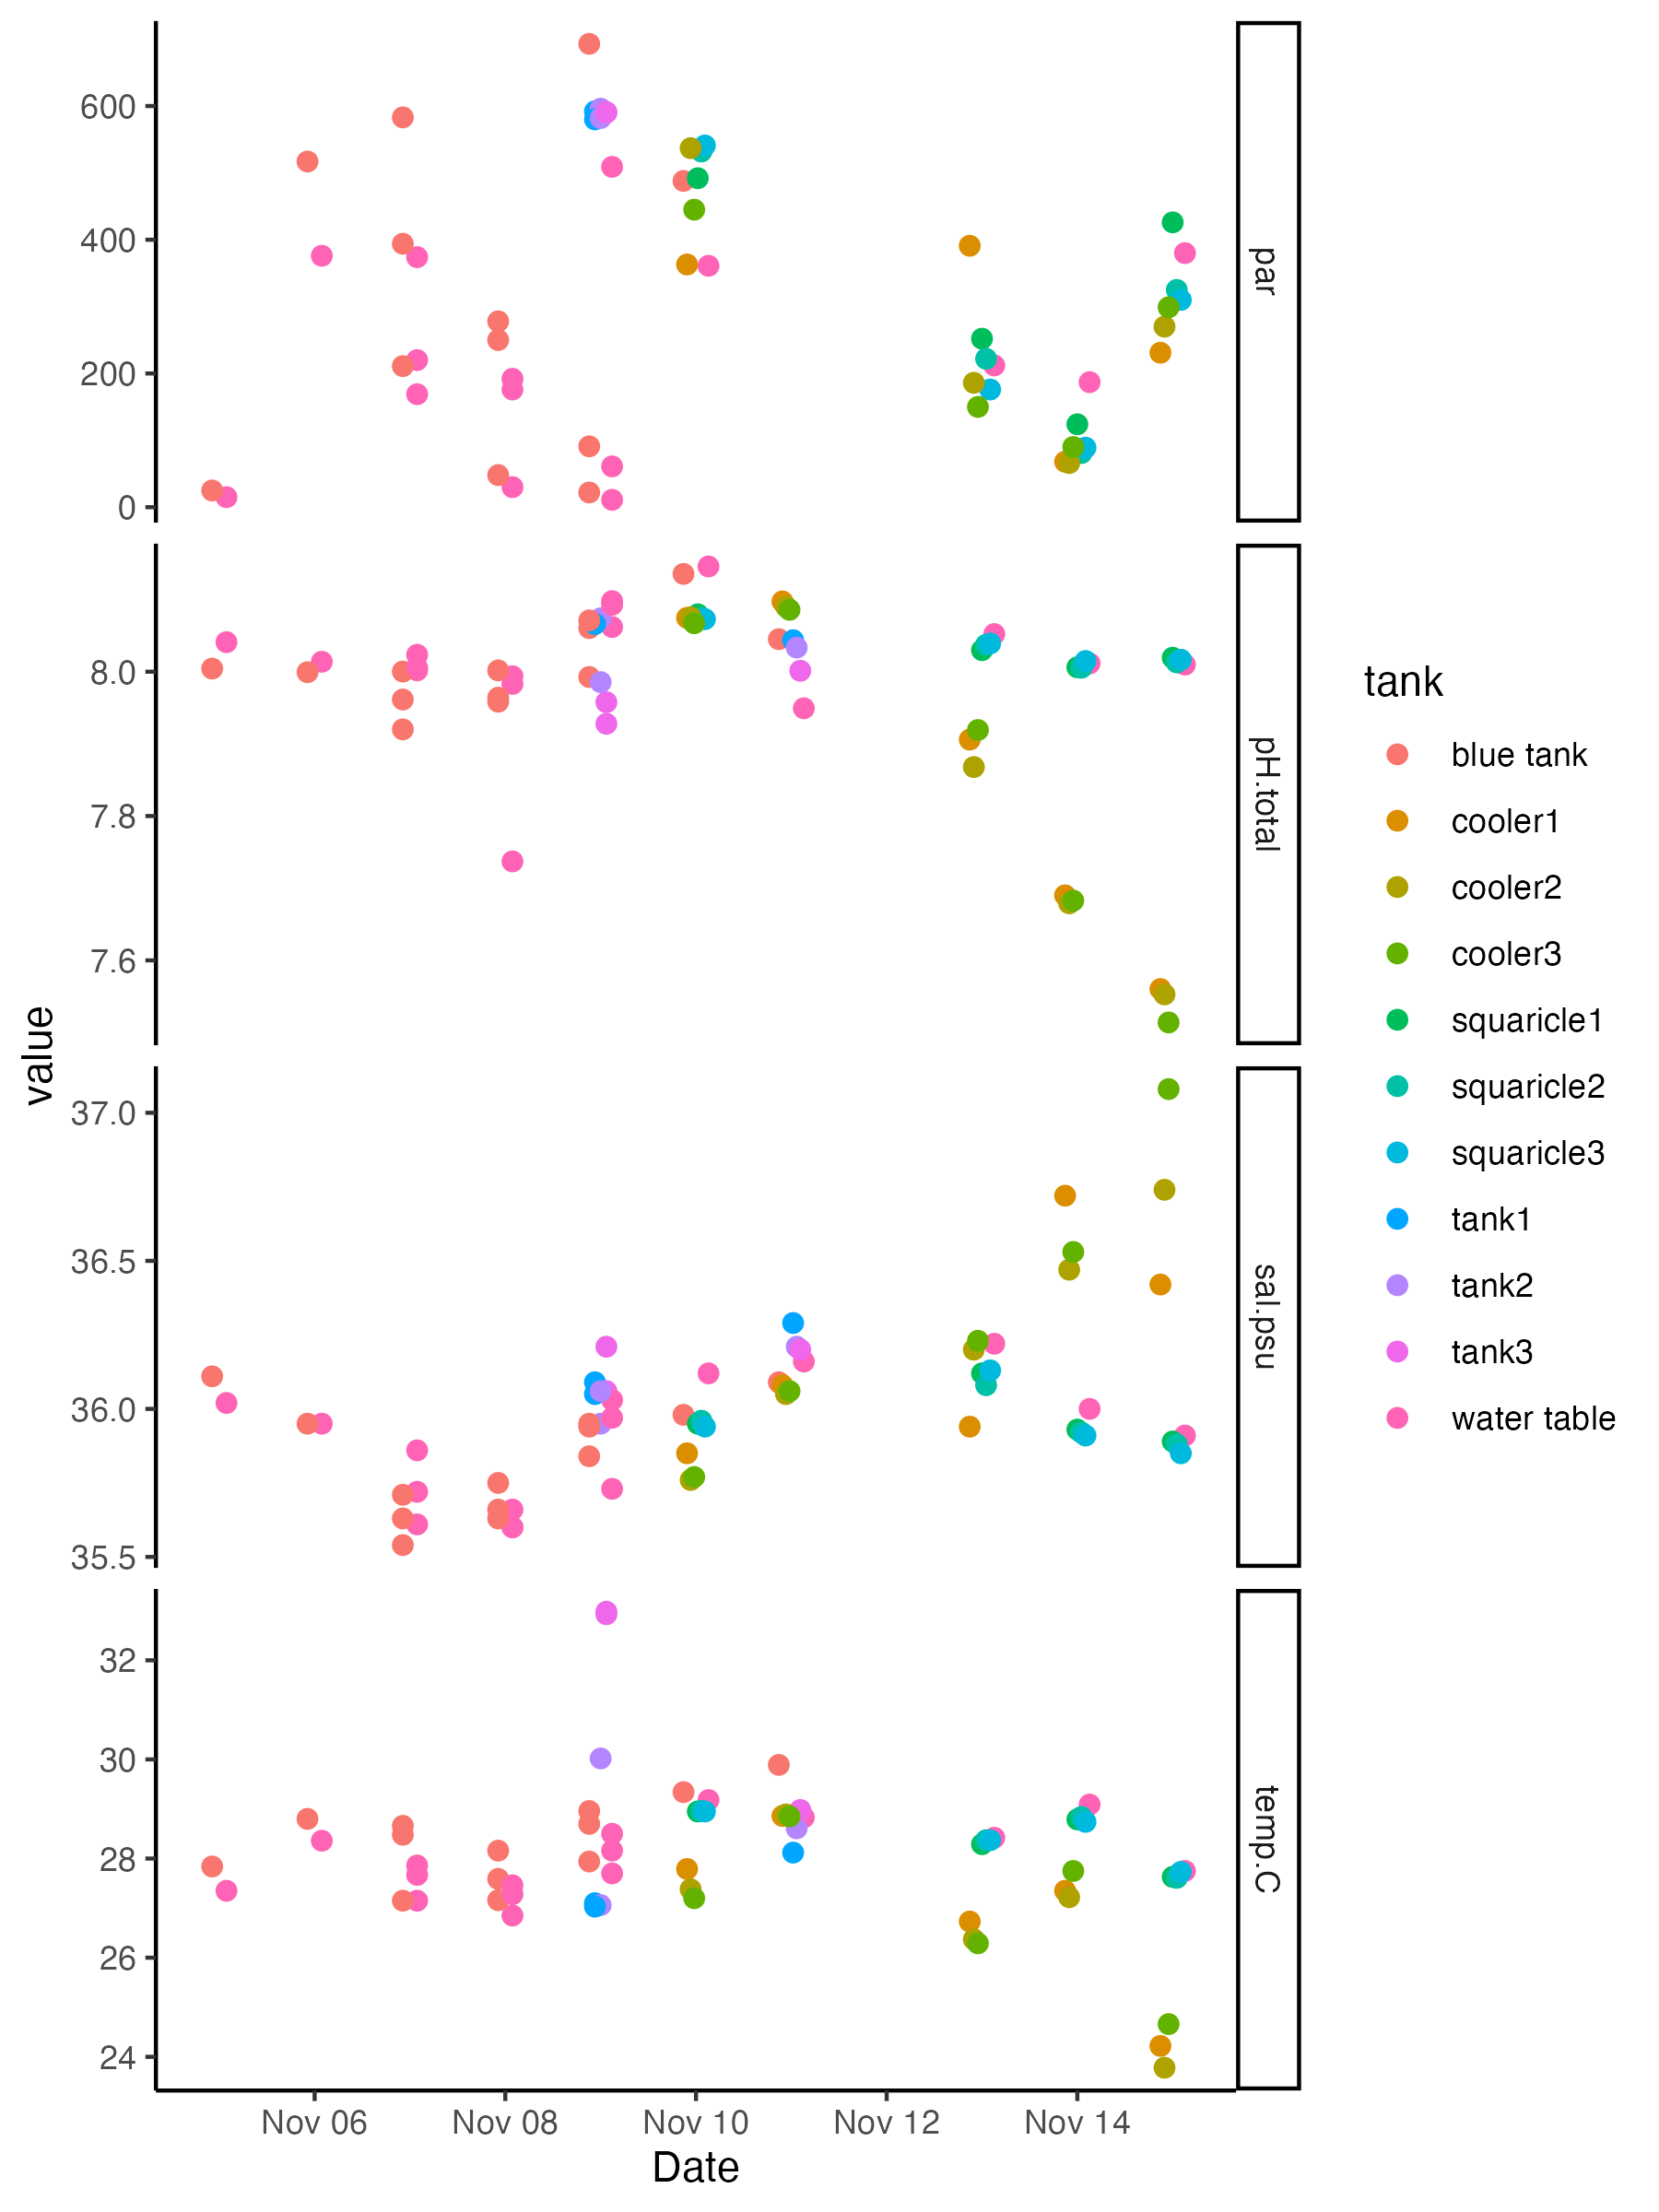 600
400
200
0
par
8.0
7.8
7.6
pH.total
37.0
36.5
36.0
35.5
sal.psu
32
30
28
26
24
temp.C
value
Nov 06
Nov 08
Nov 10
Nov 12
Nov 14
Date
tank
blue tank
cooler1
cooler2
cooler3
squaricle1
squaricle2
squaricle3
tank1
tank2
tank3
water table